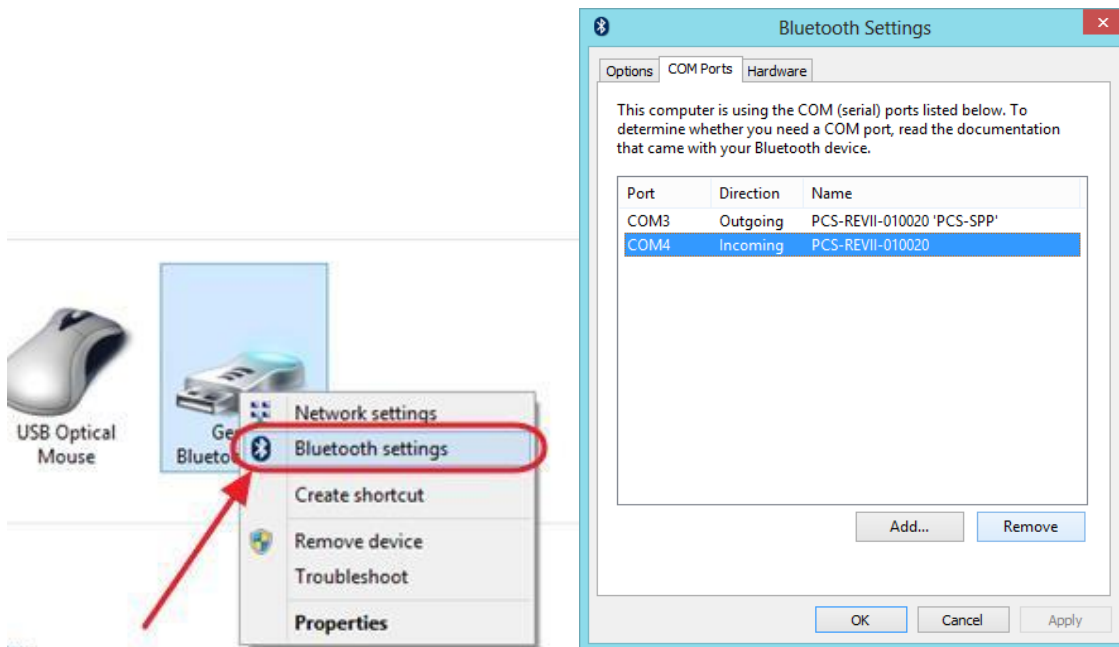 USB Optical
Mouse
Ge
Blueto
Network settings
Bluetooth settings
Create shortcut
Remove device
Troubleshoot
Properties
Bluetooth Settings
Options COM Ports Hardware
This computer is using the COM (serial) ports listed below. To
determine whether you need a COM port, read the documentation
that came with your Bluetooth device.
Port Direction Name
COM3 Outgoing PCS-REVII-010020 'PCS-SPP'
COM4 Incoming PCS-REVII-010020
Add... Remove
OK Cancel Apply